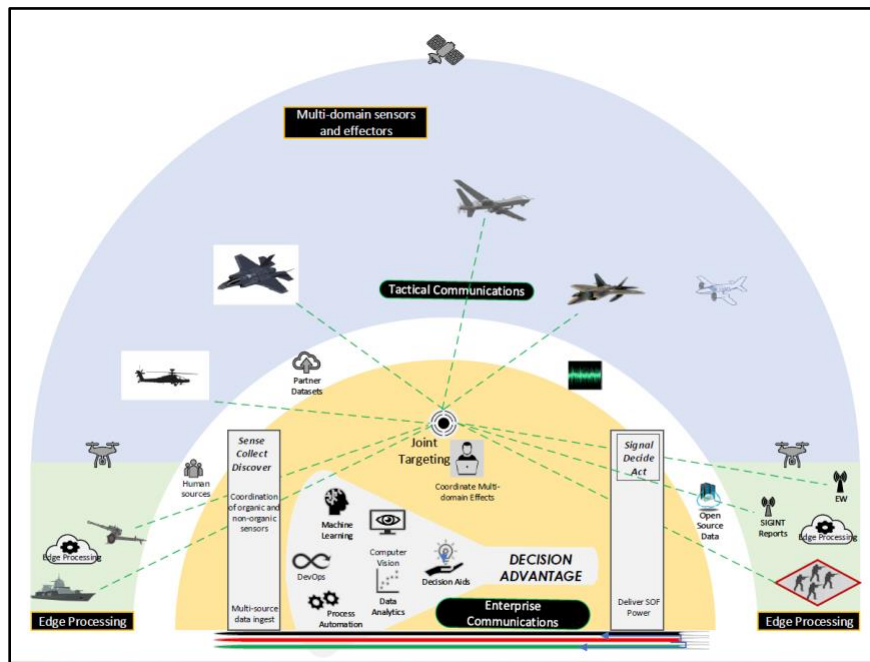 Multi-domain sensors
and effectors
Tactical Communications
Partner
Datasets
Joint
Targeting
Coordinate Multi-
domain Effects
Sense
Collect
Discover
Coordination
of organic and
non-organic
sensors
Multi-source
data ingest
Signal
Decide
Act
Deliver SOF
Power
Human
sources
Edge Processing
Edge Processing
Machine
Learning
Computer
Vision
DevOps
Data
Analytics
Process
Automation
Decision Aids
DECISION
ADVANTAGE
Enterprise
Communications
Open
Source
Data
SIGINT
Reports
EW
Edge Processing
Edge Processing